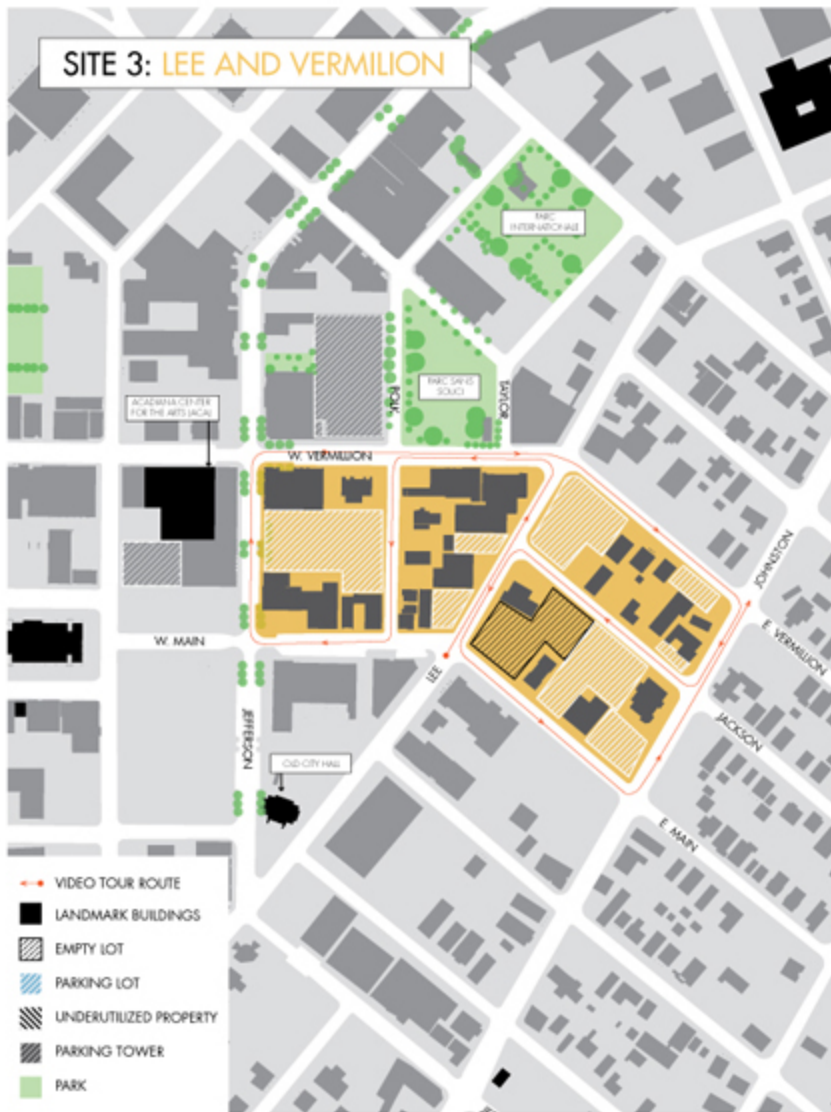 SITE 3: LEE AND VERMILION
PARC
INTERNATIONALE
PARC SANS
SOUCI
ACADIANA CENTER
FOR THE ARTS (ACA)
POLK
TAYLOR
W. VERMILLION
JOHNSTON
E. VERMILLION
W. MAIN
LEE
JEFFERSON
JACKSON
OLD CITY HALL
E. MAIN
VIDEO TOUR ROUTE
LANDMARK BUILDINGS
EMPTY LOT
PARKING LOT
UNDERUTILIZED PROPERTY
PARKING TOWER
PARK